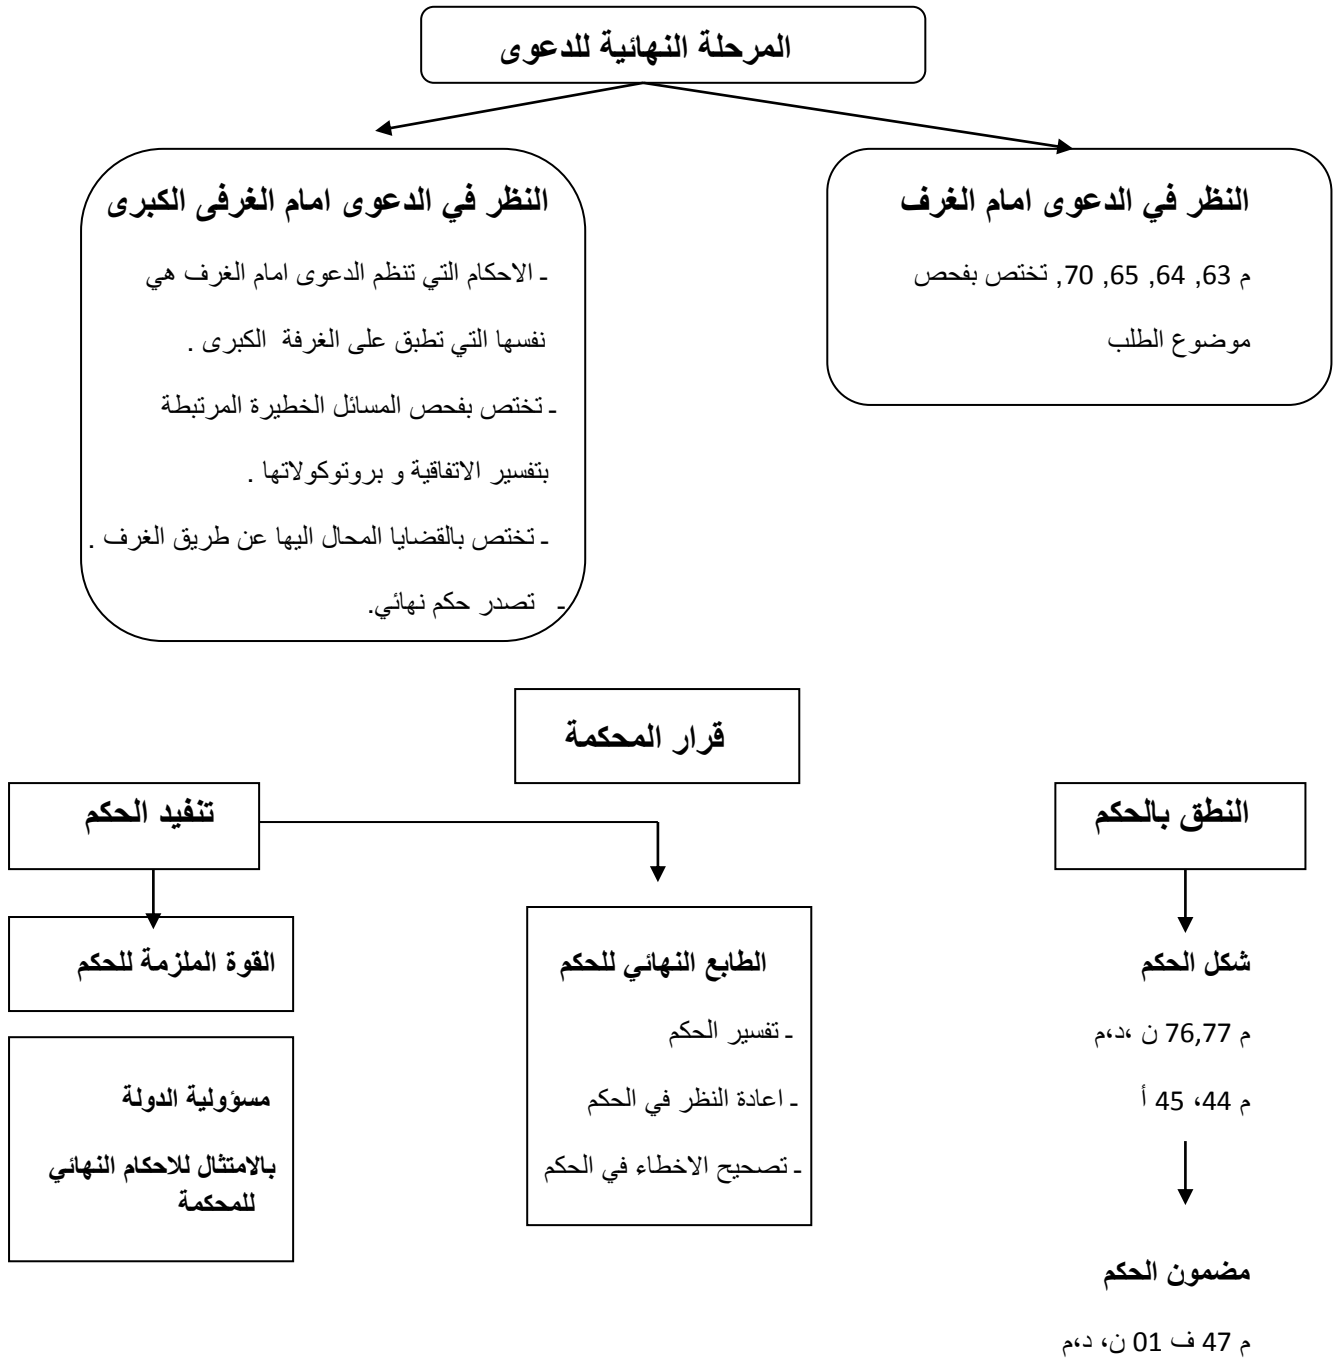 المرحلة النهائية للدعوى
النظر في الدعوى امام الغرف
م 63, 64, 65, 70, تختص بفحص
موضوع الطلب
النظر في الدعوى امام الغرفى الكبرى
ـ الاحكام التي تنظم الدعوى امام الغرف هي
نفسها التي تطبق على الغرفة الكبرى .
ـ تختص بفحص المسائل الخطيرة المرتبطة
بتفسير الاتفاقية و بروتوكولاتها .
ـ تختص بالقضايا المحال اليها عن طريق الغرف .
ـ تصدر حكم نهائي.
قرار المحكمة
النطق بالحكم
شكل الحكم
م 76,77 ن ،د،م
م 44، 45 أ
مضمون الحكم
م 47 ف 01 ن، د،م
تنفيد الحكم
الطابع النهائي للحكم
ـ تفسير الحكم
ـ اعادة النظر في الحكم
ـ تصحيح الاخطاء في الحكم
القوة الملزمة للحكم
مسؤولية الدولة
بالامتثال للاحكام النهائي
للمحكمة